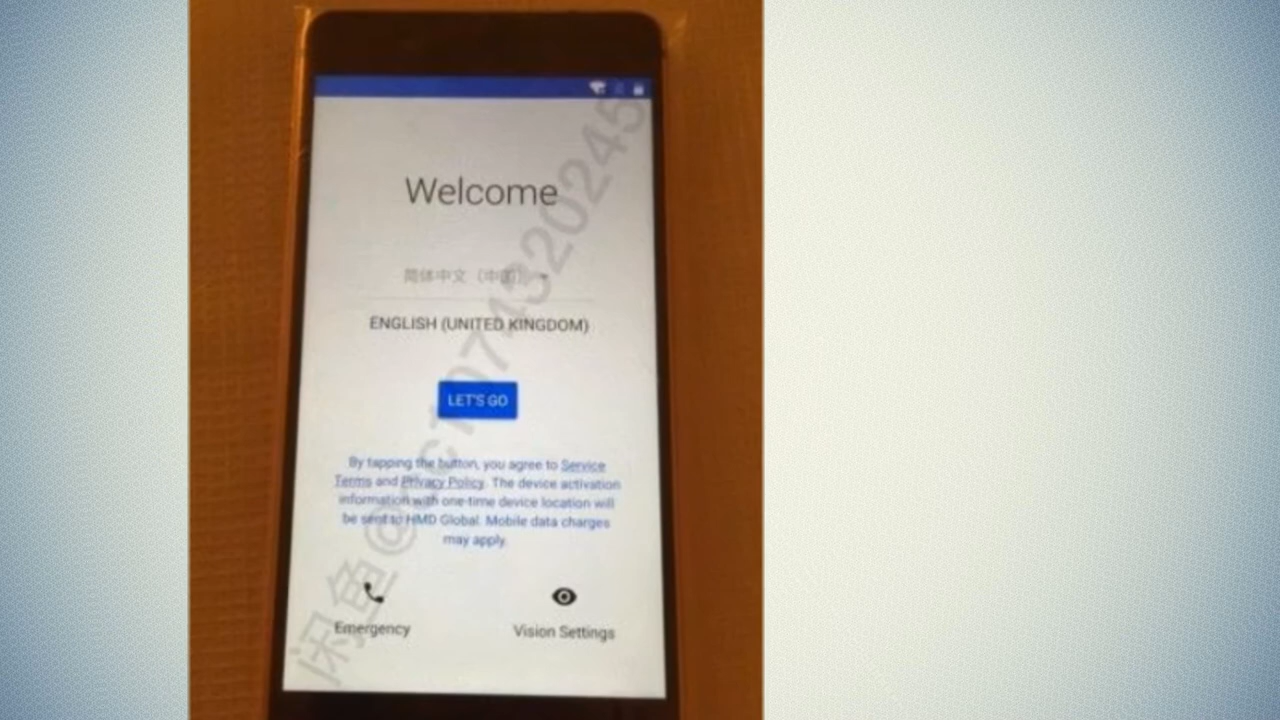 Welcome
简体中文（中国）
ENGLISH (UNITED KINGDOM)
LET'S GO
By tapping the button, you agree to Service
Terms and Privacy Policy. The device activation
information with one-time device location will
be sent to HMD Global. Mobile data charges
may apply.
Emergency
Vision Settings